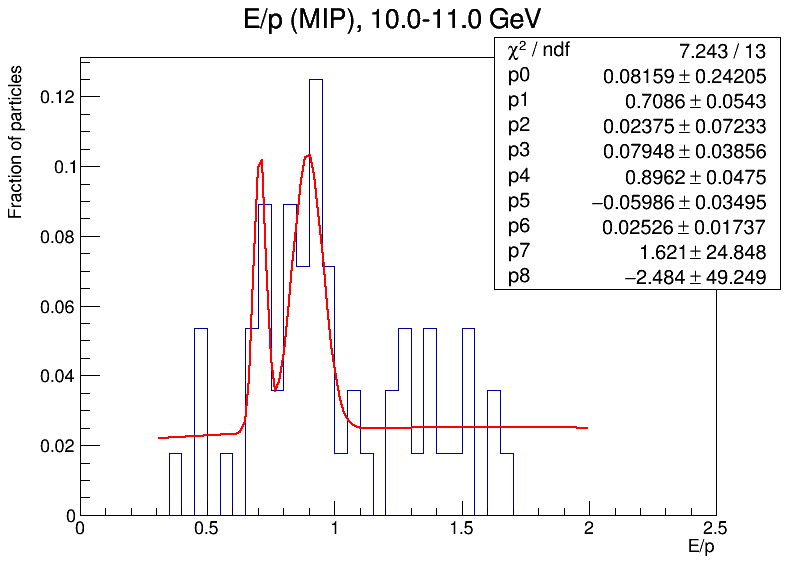 E/p (MIP), 10.0-11.0 GeV
χ² / ndf 7.243 / 13
p0 0.08159 ± 0.24205
p1 0.7086 ± 0.0543
p2 0.02375 ± 0.07233
p3 0.07948 ± 0.03856
p4 0.8962 ± 0.0475
p5 −0.05986 ± 0.03495
p6 0.02526 ± 0.01737
p7 1.621 ± 24.848
p8 −2.484 ± 49.249
Fraction of particles
0.12
0.1
0.08
0.06
0.04
0.02
0
0 0.5 1 1.5 2 2.5
E/p